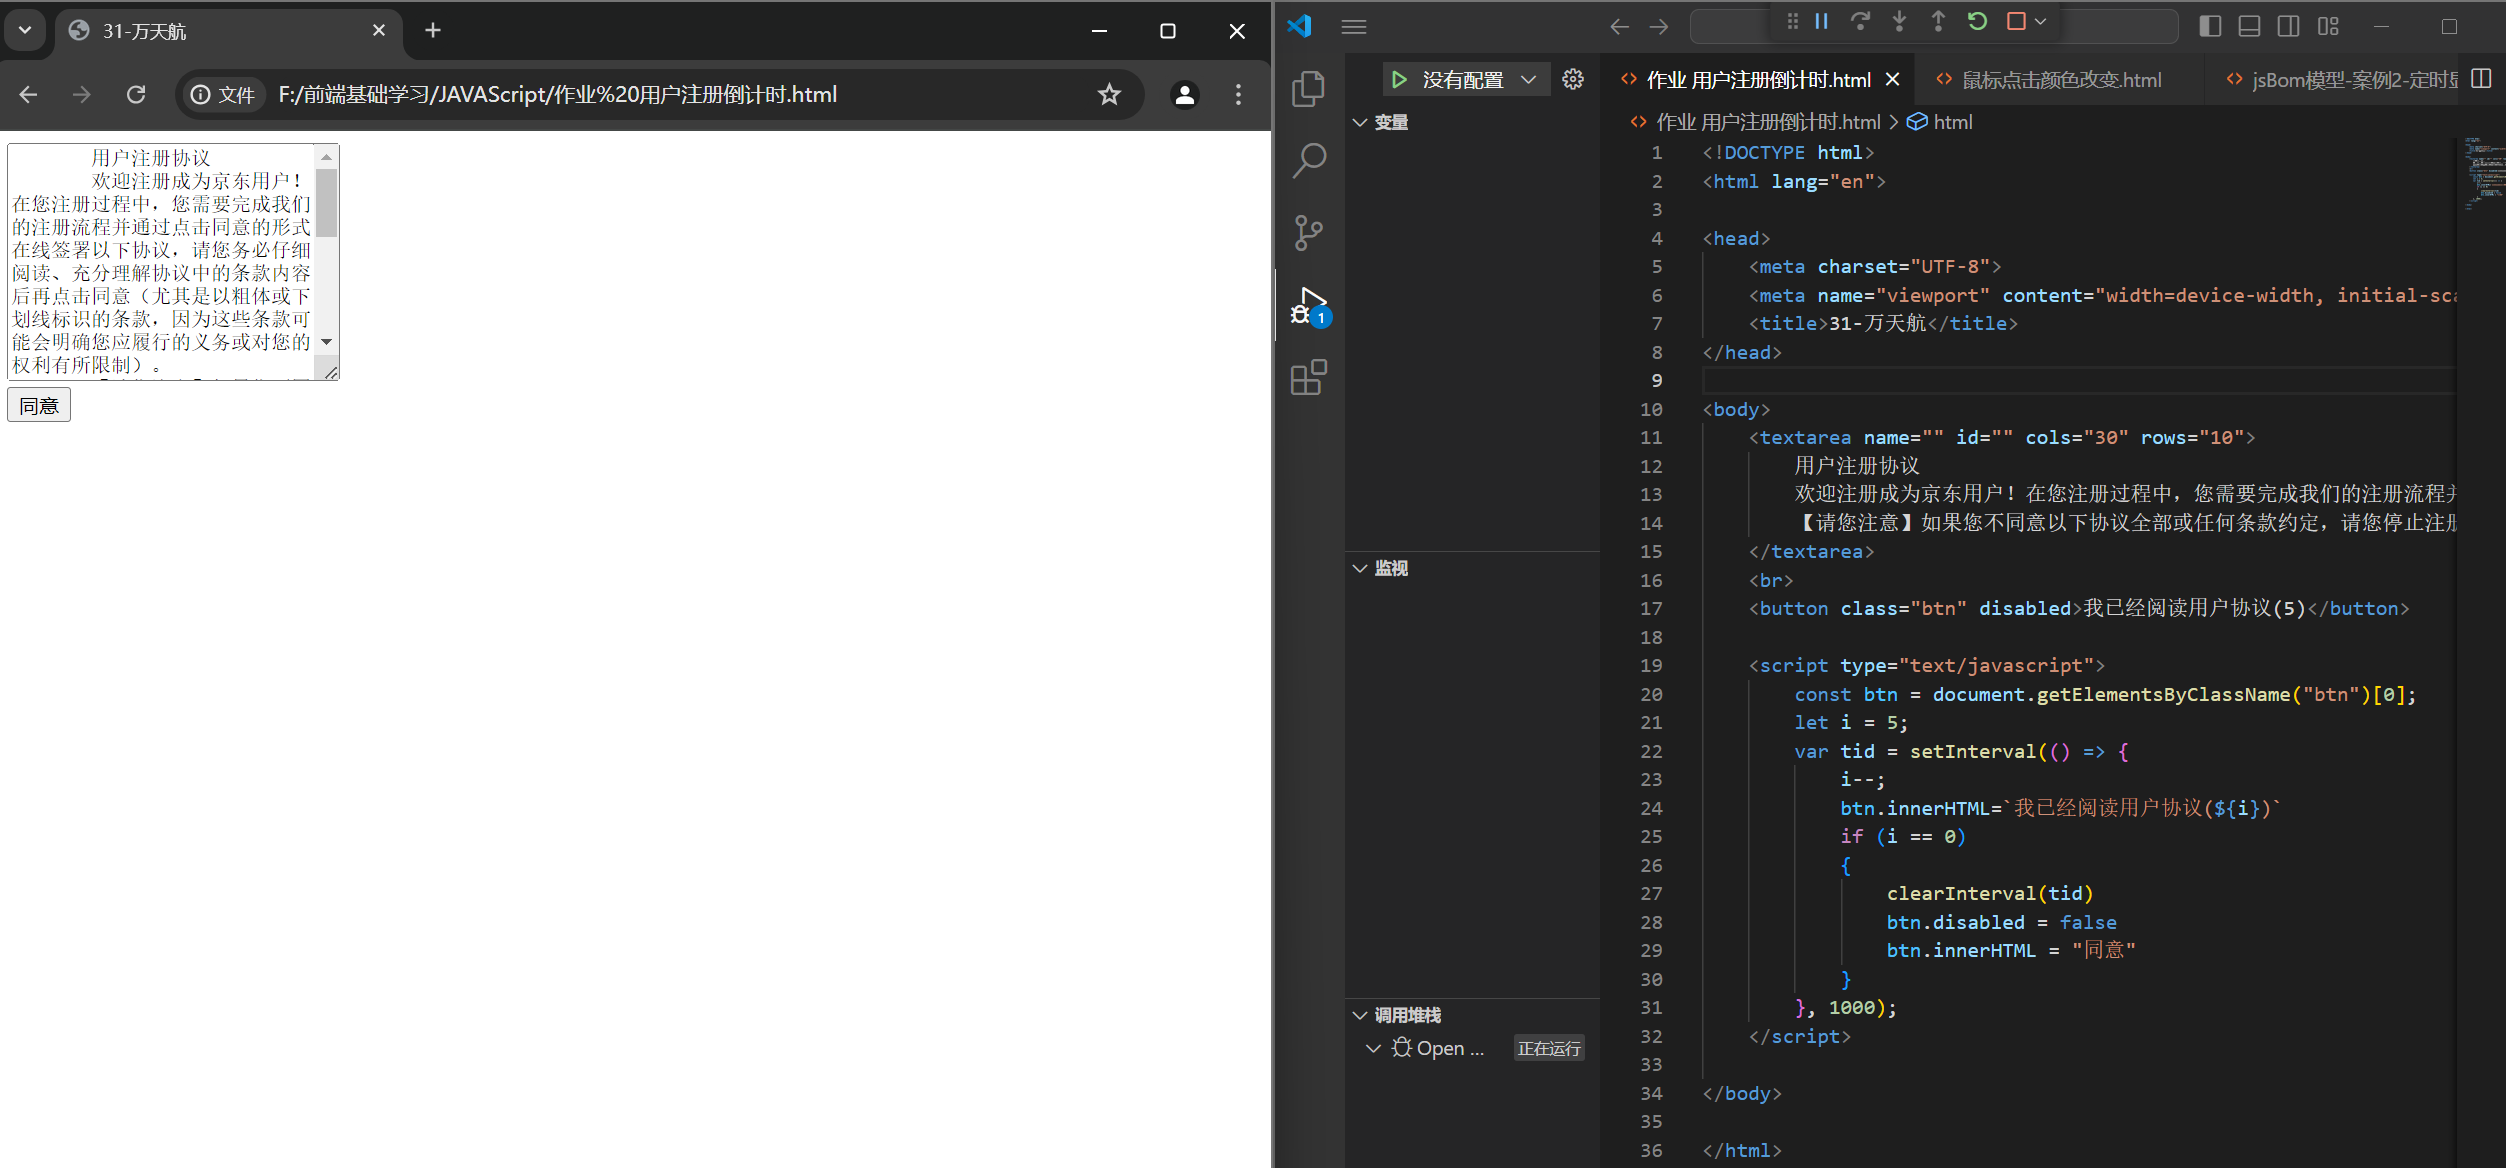 31-万天航
文件 F:/前端基础学习/JAVAScript/作业%20用户注册倒计时.html
用户注册协议
欢迎注册成为京东用户!
在您注册过程中，您需要完成我们
的注册流程并通过点击同意的形式
在线签署以下协议，请您务必仔细
阅读、充分理解协议中的条款内容
后再点击同意（尤其是以粗体或下
划线标识的条款，因为这些条款可
能会明确您应履行的义务或对您的
权利有所限制）。
同意
没有配置
变量
监视
调用堆栈
Open ... 正在运行
1
作业 用户注册倒计时.html 鼠标点击颜色改变.html jsBom模型-案例2-定时显
作业 用户注册倒计时.html > html
1 <!DOCTYPE html>
2 <html lang="en">
3
4 <head>
5 <meta charset="UTF-8">
6 <meta name="viewport" content="width=device-width, initial-sca
7 <title>31-万天航</title>
8 </head>
9
10 <body>
11 <textarea name="" id="" cols="30" rows="10">
12 用户注册协议
13 欢迎注册成为京东用户！在您注册过程中，您需要完成我们的注册流程并
14 【请您注意】如果您不同意以下协议全部或任何条款约定，请您停止注册
15 </textarea>
16 <br>
17 <button class="btn" disabled>我已经阅读用户协议(5)</button>
18
19 <script type="text/javascript">
20 const btn = document.getElementsByClassName("btn")[0];
21 let i = 5;
22 var tid = setInterval(() => {
23 i--;
24 btn.innerHTML=`我已经阅读用户协议(${i})`
25 if (i == 0)
26 {
27 clearInterval(tid)
28 btn.disabled = false
29 btn.innerHTML = "同意"
30 }
31 }, 1000);
32 </script>
33
34 </body>
35
36 </html>